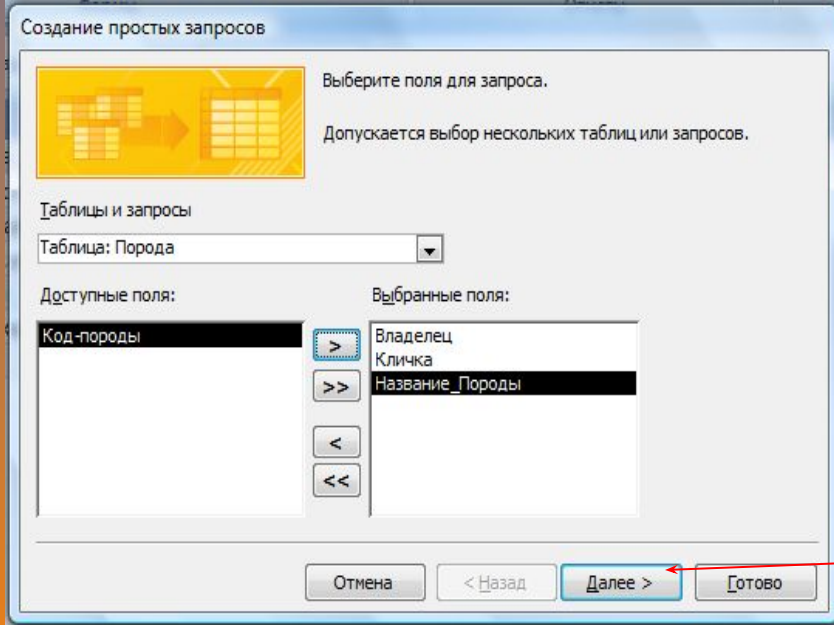 Создание простых запросов
Выберите поля для запроса.
Допускается выбор нескольких таблиц или запросов.
Таблицы и запросы
Таблица: Порода
Доступные поля:
Выбранные поля:
Код-породы
Владелец
Кличка
Название_Породы
>
>>
<
<<
Отмена
< Назад
Далее >
Готово